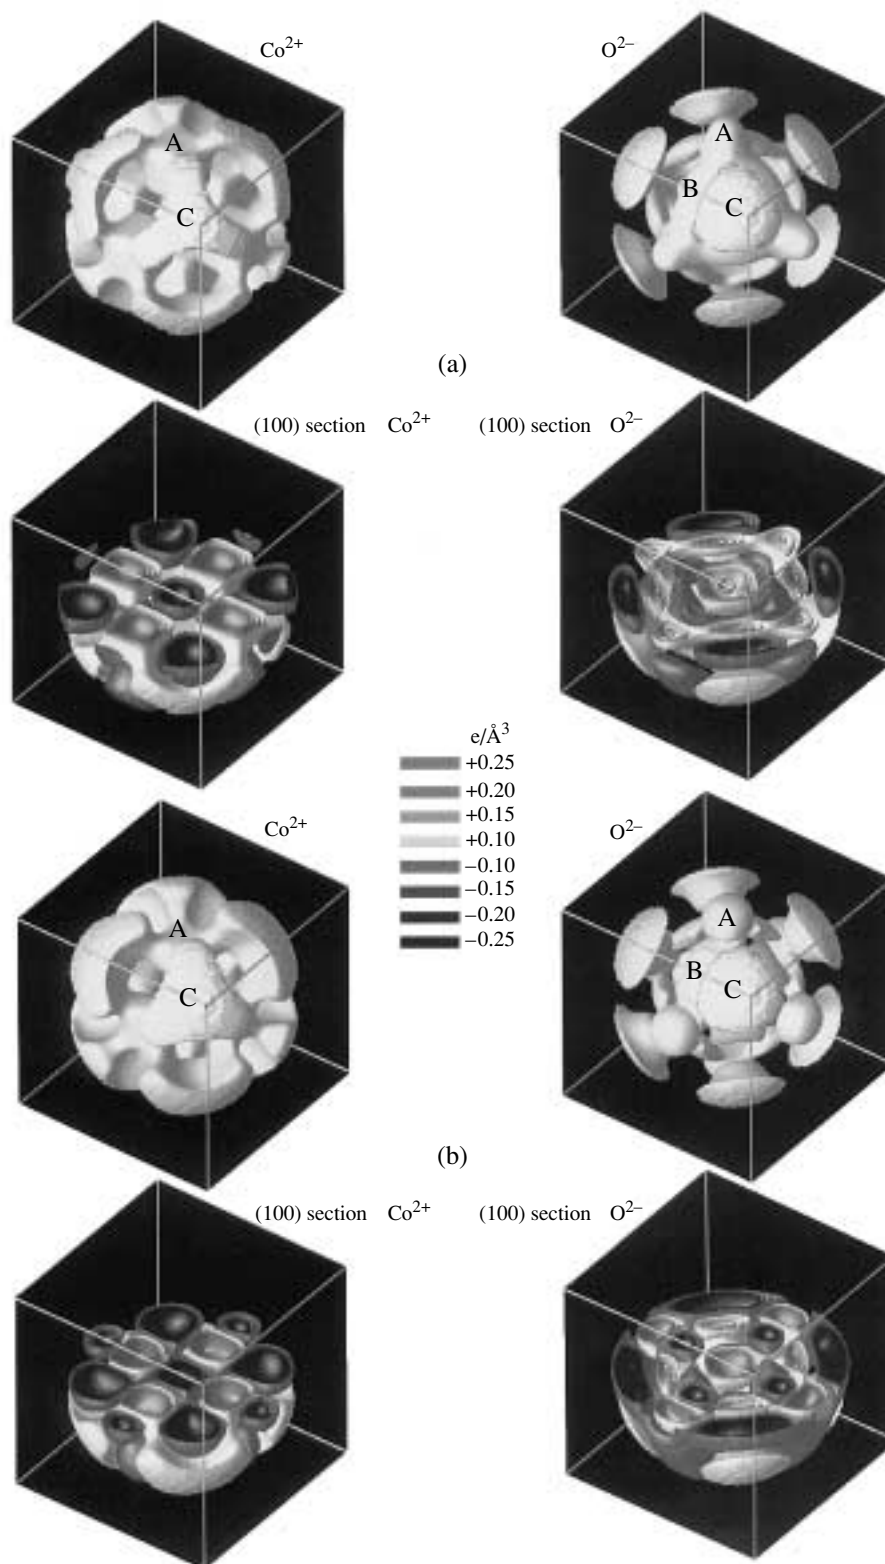 Co²⁺ O²⁻
A A
B
C C
(a)
(100) section Co²⁺ (100) section O²⁻
e/Å³
+0.25
+0.20
+0.15
+0.10
−0.10
−0.15
−0.20
−0.25
Co²⁺ O²⁻
A A
B
C C
(b)
(100) section Co²⁺ (100) section O²⁻